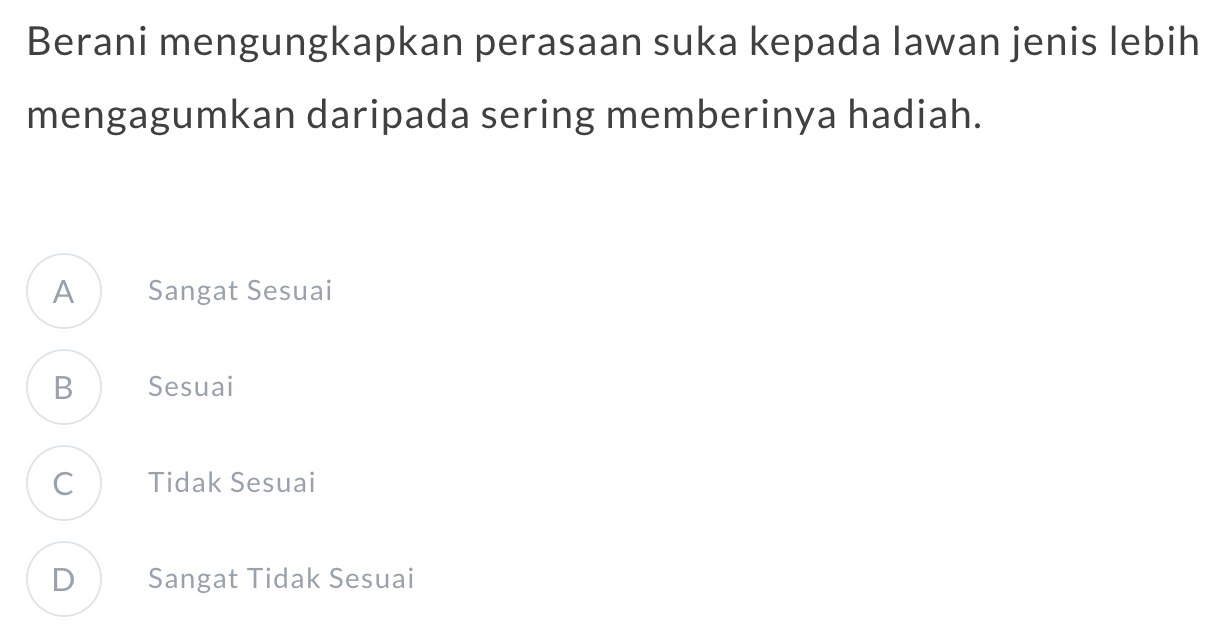 Berani mengungkapkan perasaan suka kepada lawan jenis lebih
mengagumkan daripada sering memberinya hadiah.
A Sangat Sesuai
B Sesuai
C Tidak Sesuai
D Sangat Tidak Sesuai